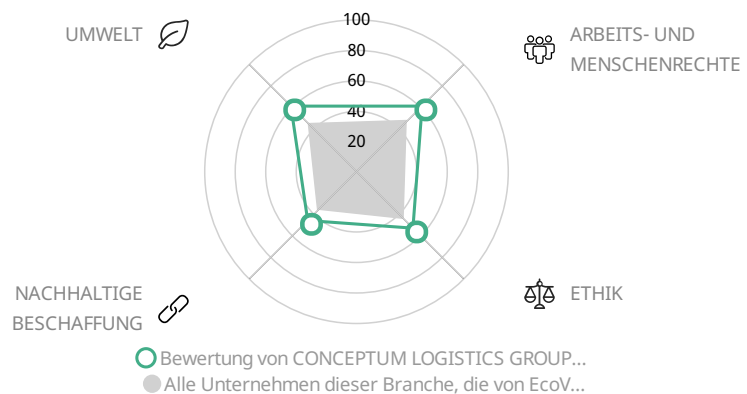 UMWELT
ARBEITS- UND
MENSCHENRECHTE
100
80
60
40
20
NACHHALTIGE
BESCHAFFUNG
ETHIK
Bewertung von CONCEPTUM LOGISTICS GROUP...
Alle Unternehmen dieser Branche, die von EcoV...